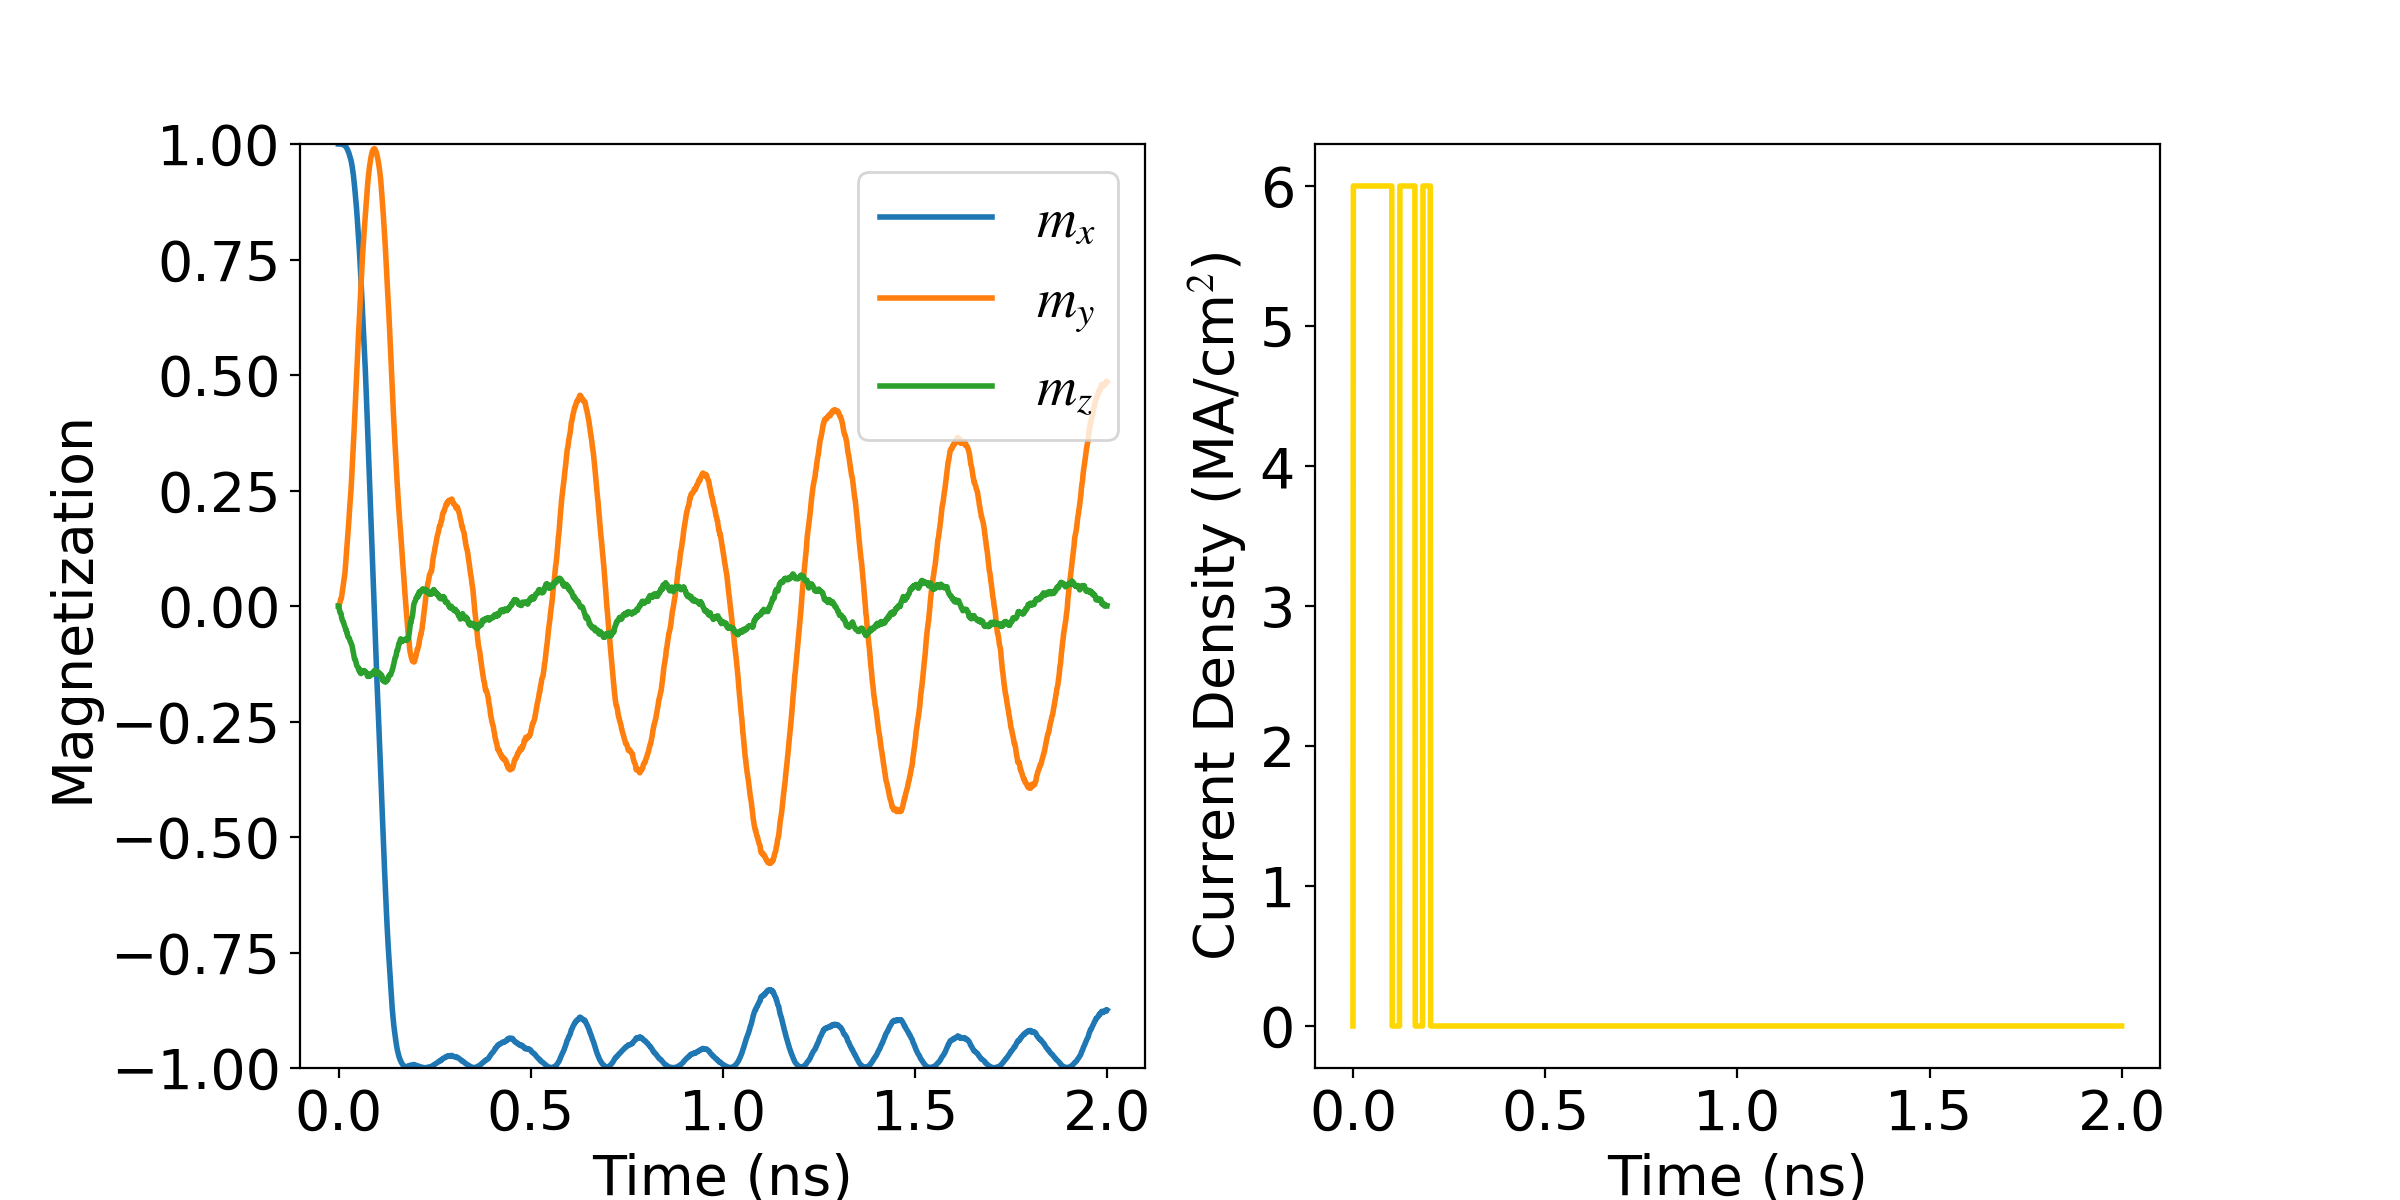 Magnetization
1.00
0.75
0.50
0.25
0.00
−0.25
−0.50
−0.75
−1.00
0.0 0.5 1.0 1.5 2.0
Time (ns)
m_x
m_y
m_z
Current Density (MA/cm²)
6
5
4
3
2
1
0
0.0 0.5 1.0 1.5 2.0
Time (ns)